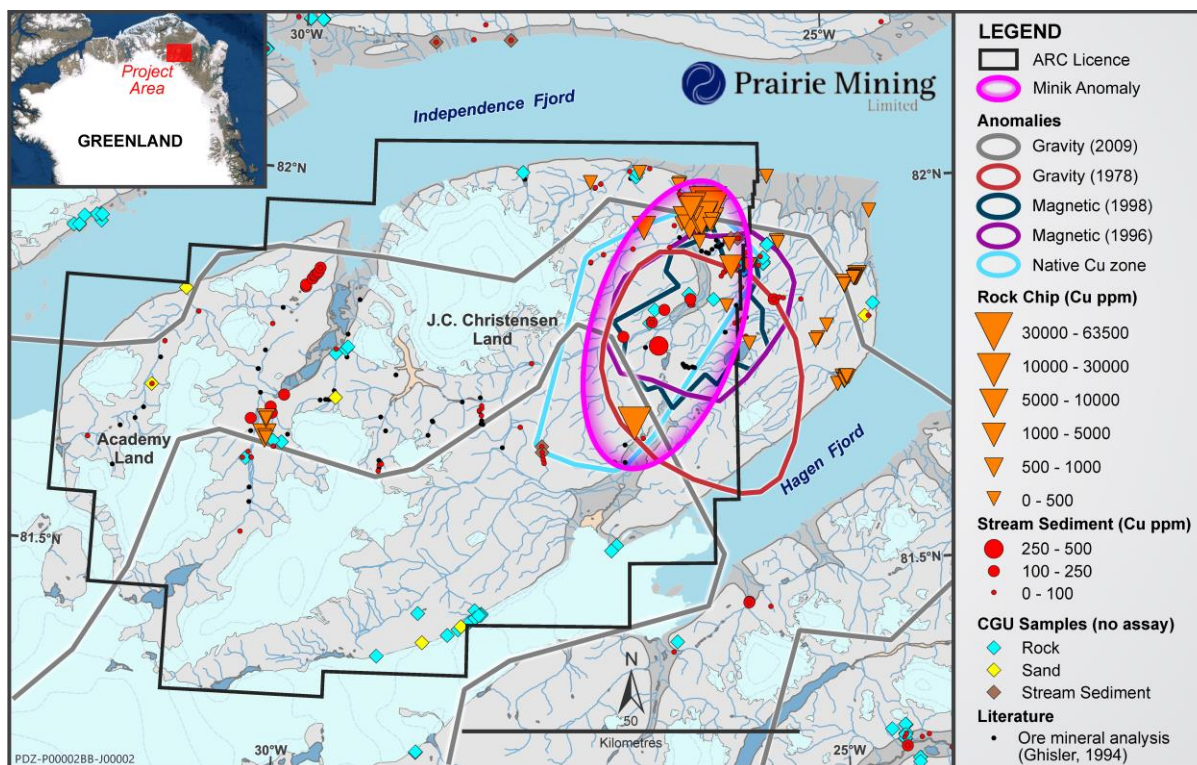 Project
Area
GREENLAND
30°W
25°W
Prairie Mining
Limited
Independence Fjord
82°N
82°N
J.C. Christensen
Land
Academy
Land
Hagen Fjord
81.5°N
81.5°N
N
50
Kilometres
30°W
25°W
PDZ-P00002BB-J00002
LEGEND
ARC Licence
Minik Anomaly
Anomalies
Gravity (2009)
Gravity (1978)
Magnetic (1998)
Magnetic (1996)
Native Cu zone
Rock Chip (Cu ppm)
30000 - 63500
10000 - 30000
5000 - 10000
1000 - 5000
500 - 1000
0 - 500
Stream Sediment (Cu ppm)
250 - 500
100 - 250
0 - 100
CGU Samples (no assay)
Rock
Sand
Stream Sediment
Literature
Ore mineral analysis
(Ghisler, 1994)